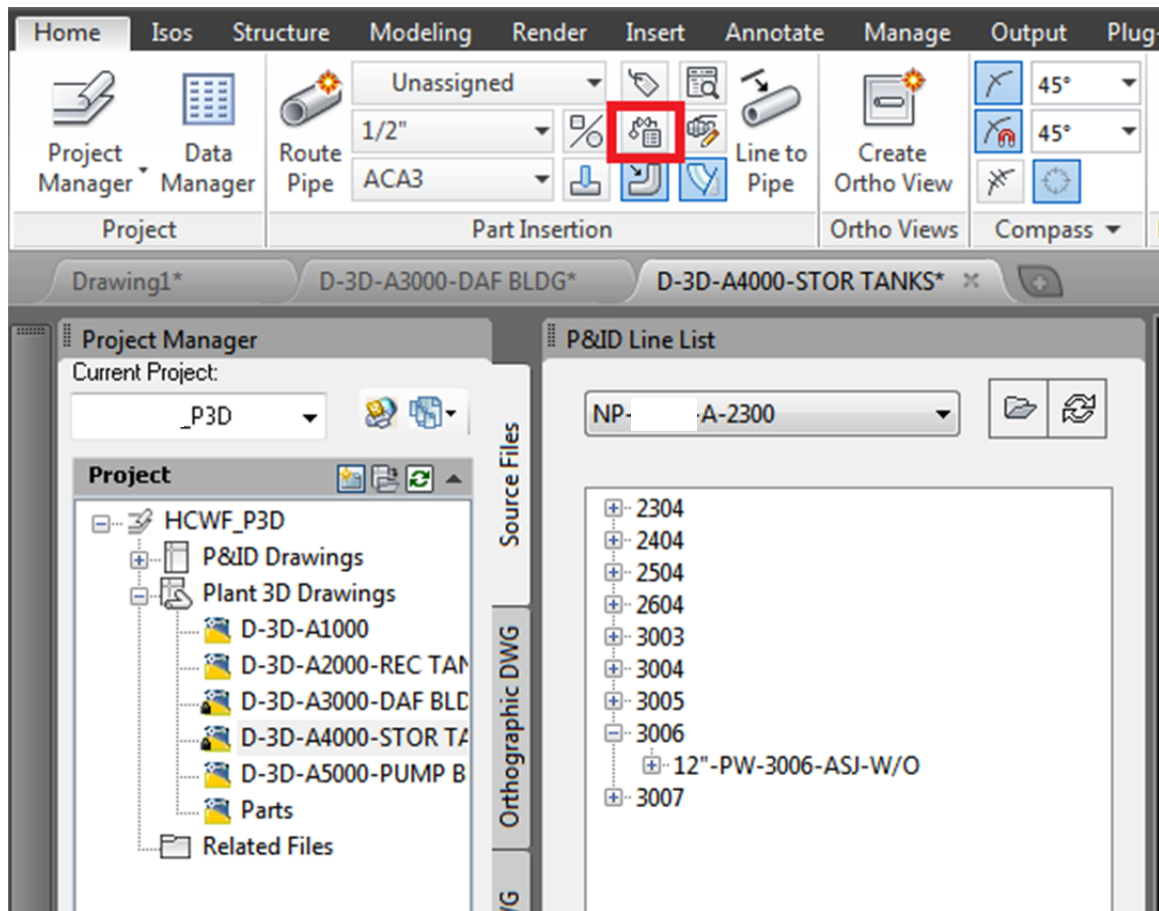 Home Isos Structure Modeling Render Insert Annotate Manage Output Plug-
Unassigned 45°
1/2" 45°
Project Manager Data Manager Route Pipe ACA3 Line to Pipe Create Ortho View
Project Part Insertion Ortho Views Compass
Drawing1* D-3D-A3000-DAF BLDG* D-3D-A4000-STOR TANKS*
Project Manager
Current Project:
_P3D
Project
HCWF_P3D
P&ID Drawings
Plant 3D Drawings
D-3D-A1000
D-3D-A2000-REC TAN
D-3D-A3000-DAF BLD
D-3D-A4000-STOR TA
D-3D-A5000-PUMP B
Parts
Related Files
Source Files
Orthographic DWG
P&ID Line List
NP- -A-2300
2304
2404
2504
2604
3003
3004
3005
3006
12"-PW-3006-ASJ-W/O
3007